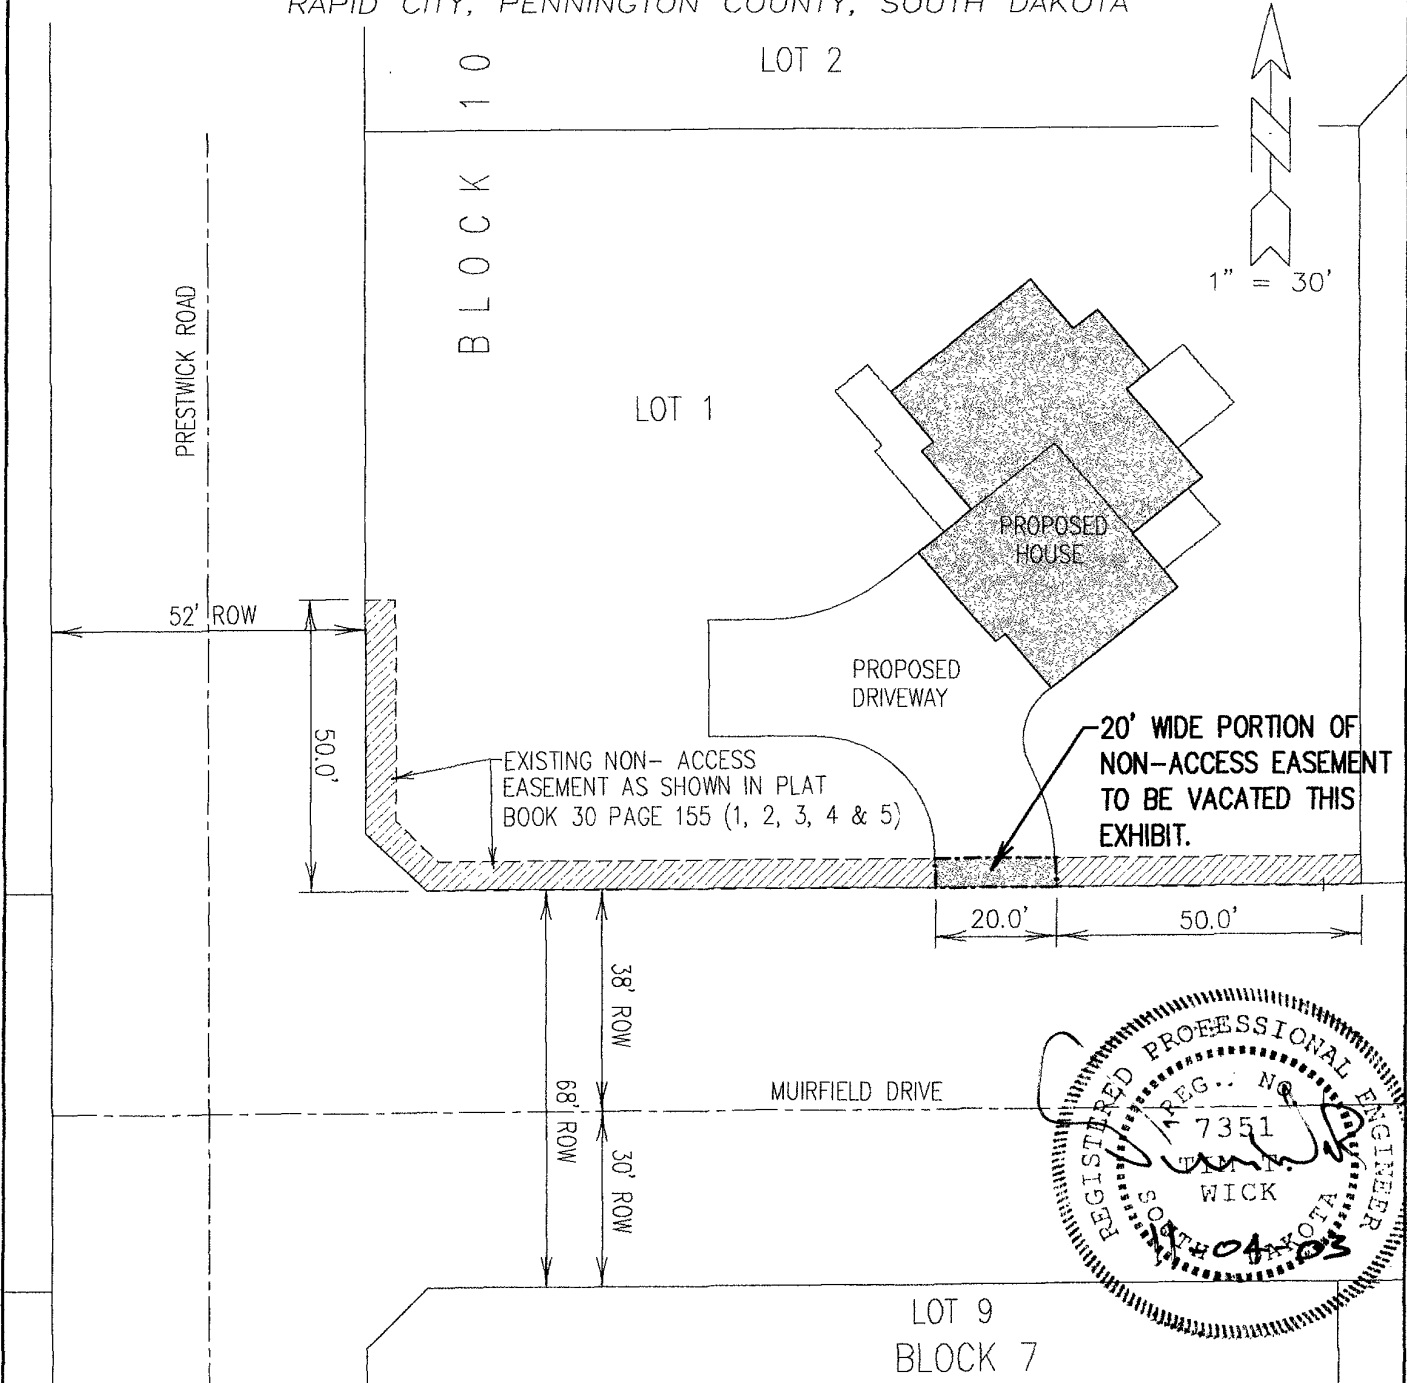 RAPID CITY, PENNINGTON COUNTY, SOUTH DAKOTA
LOT 2
BLOCK 10
N
1" = 30'
PRESTWICK ROAD
LOT 1
PROPOSED
HOUSE
52' ROW
50.0'
PROPOSED
DRIVEWAY
EXISTING NON- ACCESS
EASEMENT AS SHOWN IN PLAT
BOOK 30 PAGE 155 (1, 2, 3, 4 & 5)
20' WIDE PORTION OF
NON-ACCESS EASEMENT
TO BE VACATED THIS
EXHIBIT.
20.0'
50.0'
38' ROW
68' ROW
30' ROW
MUIRFIELD DRIVE
REGISTERED PROFESSIONAL ENGINEER
REG. NO.
7351
TIM T.
WICK
SOUTH DAKOTA
11-04-03
LOT 9
BLOCK 7